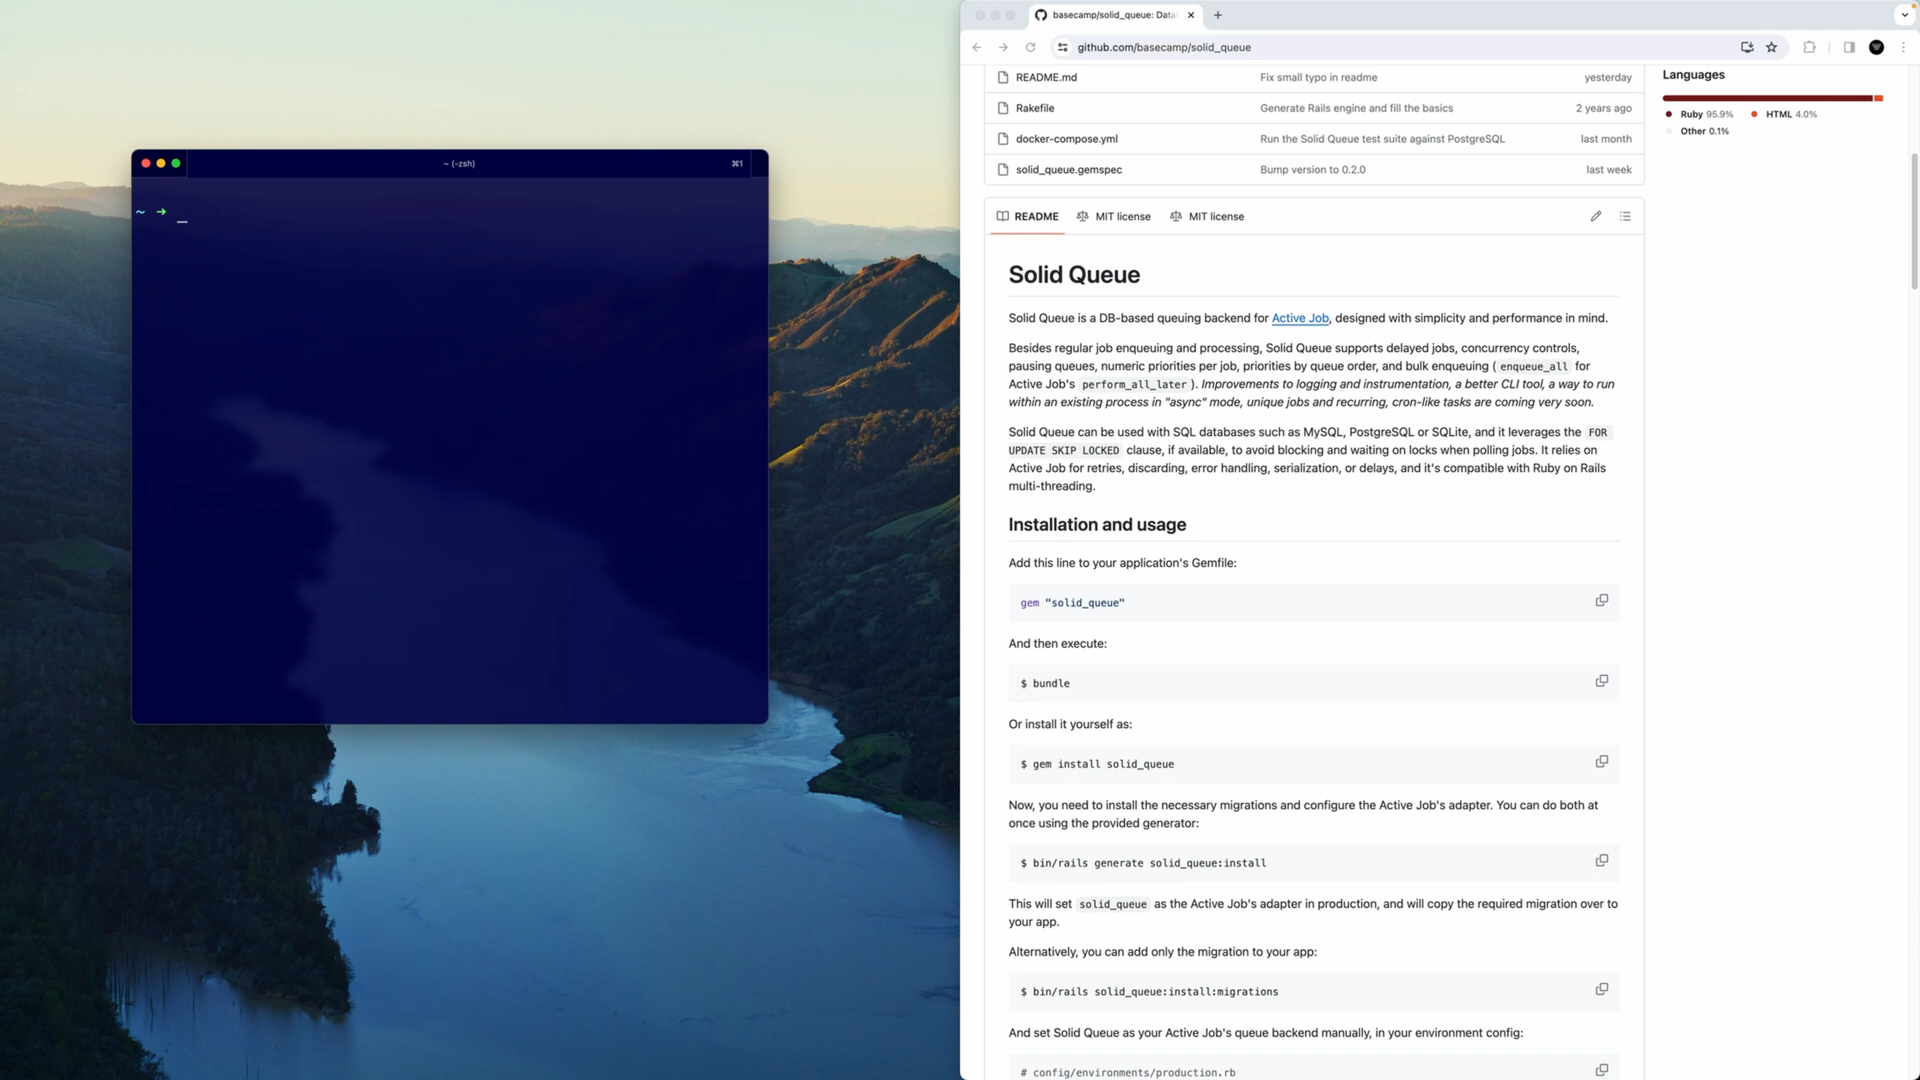 ~ (-zsh)
⌘1
~ ➜ _
basecamp/solid_queue: Data
github.com/basecamp/solid_queue
README.md Fix small typo in readme yesterday
Rakefile Generate Rails engine and fill the basics 2 years ago
docker-compose.yml Run the Solid Queue test suite against PostgreSQL last month
solid_queue.gemspec Bump version to 0.2.0 last week
Languages
Ruby 95.9% HTML 4.0%
Other 0.1%
README MIT license MIT license
Solid Queue
Solid Queue is a DB-based queuing backend for Active Job, designed with simplicity and performance in mind.
Besides regular job enqueuing and processing, Solid Queue supports delayed jobs, concurrency controls,
pausing queues, numeric priorities per job, priorities by queue order, and bulk enqueuing ( enqueue_all for
Active Job's perform_all_later ). Improvements to logging and instrumentation, a better CLI tool, a way to run
within an existing process in "async" mode, unique jobs and recurring, cron-like tasks are coming very soon.
Solid Queue can be used with SQL databases such as MySQL, PostgreSQL or SQLite, and it leverages the FOR
UPDATE SKIP LOCKED clause, if available, to avoid blocking and waiting on locks when polling jobs. It relies on
Active Job for retries, discarding, error handling, serialization, or delays, and it's compatible with Ruby on Rails
multi-threading.
Installation and usage
Add this line to your application's Gemfile:
gem "solid_queue"
And then execute:
$ bundle
Or install it yourself as:
$ gem install solid_queue
Now, you need to install the necessary migrations and configure the Active Job's adapter. You can do both at
once using the provided generator:
$ bin/rails generate solid_queue:install
This will set solid_queue as the Active Job's adapter in production, and will copy the required migration over to
your app.
Alternatively, you can add only the migration to your app:
$ bin/rails solid_queue:install:migrations
And set Solid Queue as your Active Job's queue backend manually, in your environment config:
# config/environments/production.rb